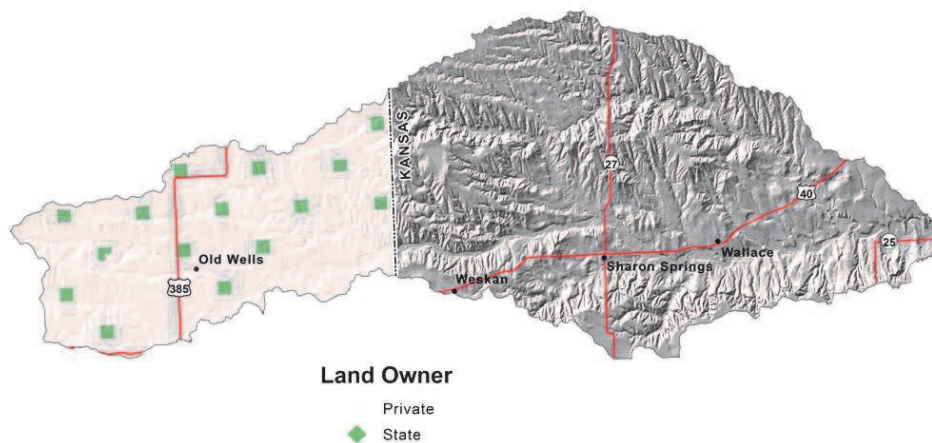 KANSAS
27
40
25
Old Wells
Wallace
Sharon Springs
385
Weskan
Land Owner
Private
State